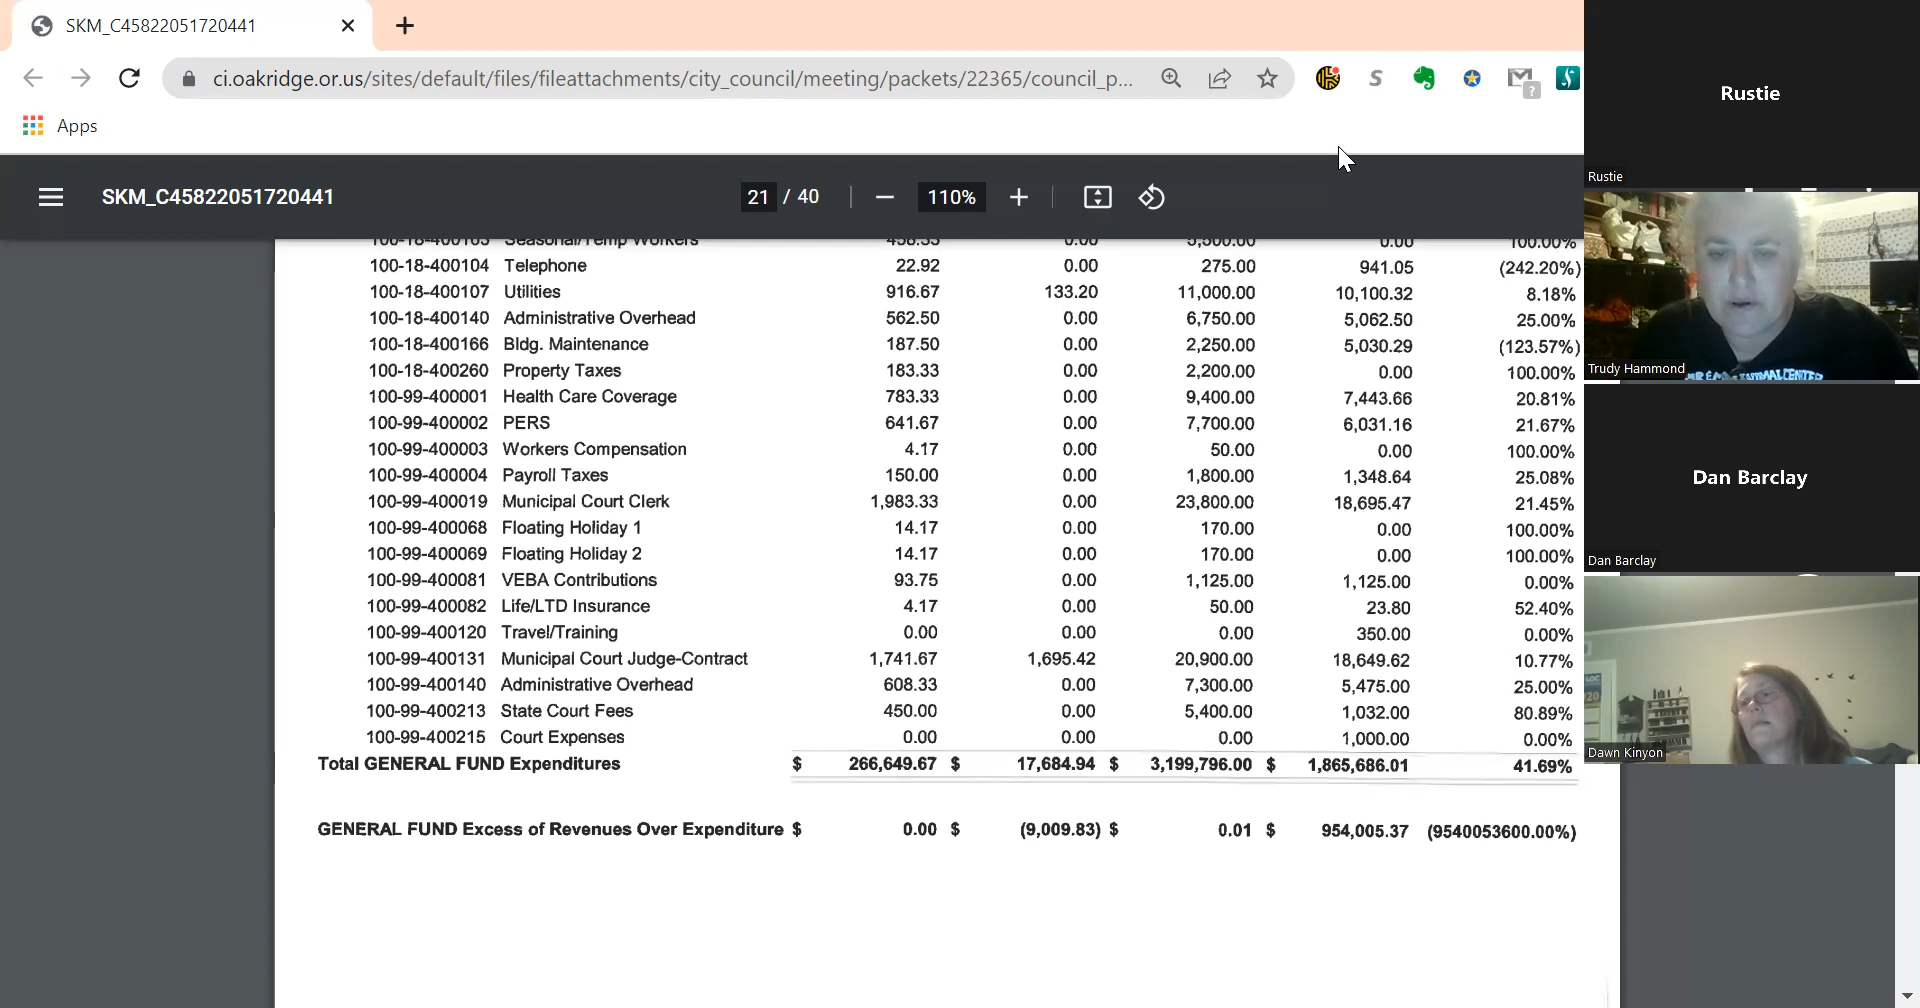 SKM_C45822051720441
ci.oakridge.or.us/sites/default/files/fileattachments/city_council/meeting/packets/22365/council_p...
Apps
SKM_C45822051720441
21 / 40
110%
100-18-400103 Seasonal/Temp Workers 458.33 0.00 5,500.00 0.00 100.00%
100-18-400104 Telephone 22.92 0.00 275.00 941.05 (242.20%)
100-18-400107 Utilities 916.67 133.20 11,000.00 10,100.32 8.18%
100-18-400140 Administrative Overhead 562.50 0.00 6,750.00 5,062.50 25.00%
100-18-400166 Bldg. Maintenance 187.50 0.00 2,250.00 5,030.29 (123.57%)
100-18-400260 Property Taxes 183.33 0.00 2,200.00 0.00 100.00%
100-99-400001 Health Care Coverage 783.33 0.00 9,400.00 7,443.66 20.81%
100-99-400002 PERS 641.67 0.00 7,700.00 6,031.16 21.67%
100-99-400003 Workers Compensation 4.17 0.00 50.00 0.00 100.00%
100-99-400004 Payroll Taxes 150.00 0.00 1,800.00 1,348.64 25.08%
100-99-400019 Municipal Court Clerk 1,983.33 0.00 23,800.00 18,695.47 21.45%
100-99-400068 Floating Holiday 1 14.17 0.00 170.00 0.00 100.00%
100-99-400069 Floating Holiday 2 14.17 0.00 170.00 0.00 100.00%
100-99-400081 VEBA Contributions 93.75 0.00 1,125.00 1,125.00 0.00%
100-99-400082 Life/LTD Insurance 4.17 0.00 50.00 23.80 52.40%
100-99-400120 Travel/Training 0.00 0.00 0.00 350.00 0.00%
100-99-400131 Municipal Court Judge-Contract 1,741.67 1,695.42 20,900.00 18,649.62 10.77%
100-99-400140 Administrative Overhead 608.33 0.00 7,300.00 5,475.00 25.00%
100-99-400213 State Court Fees 450.00 0.00 5,400.00 1,032.00 80.89%
100-99-400215 Court Expenses 0.00 0.00 0.00 1,000.00 0.00%
Total GENERAL FUND Expenditures $ 266,649.67 $ 17,684.94 $ 3,199,796.00 $ 1,865,686.01 41.69%
GENERAL FUND Excess of Revenues Over Expenditure $ 0.00 $ (9,009.83) $ 0.01 $ 954,005.37 (9540053600.00%)
Rustie
Rustie
Trudy Hammond
Dan Barclay
Dan Barclay
Dawn Kinyon